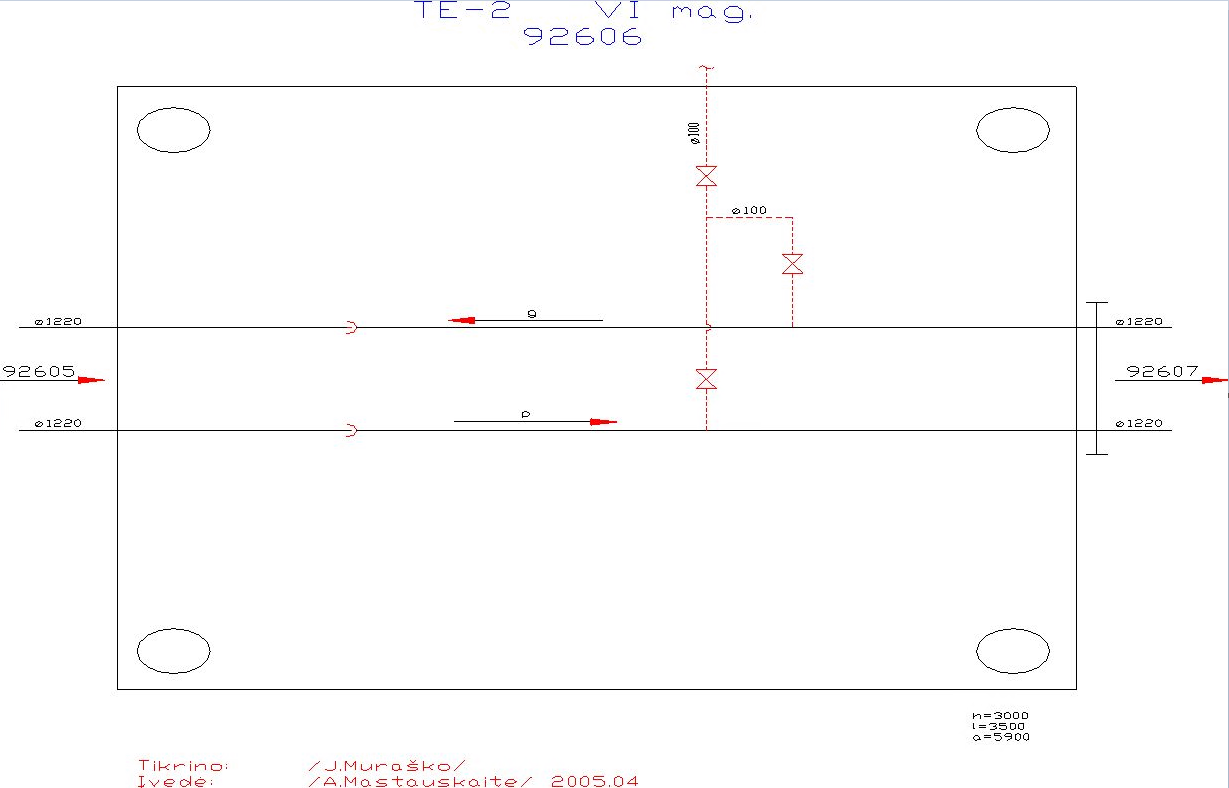 TE-2 VI mag.
92606
ø100
ø100
g
ø1220
ø1220
92605
92607
p
ø1220
ø1220
h=3000
l=3500
a=5900
Tikrino: /J.Muraško/
Įvedė: /A.Mastauskaite/ 2005.04